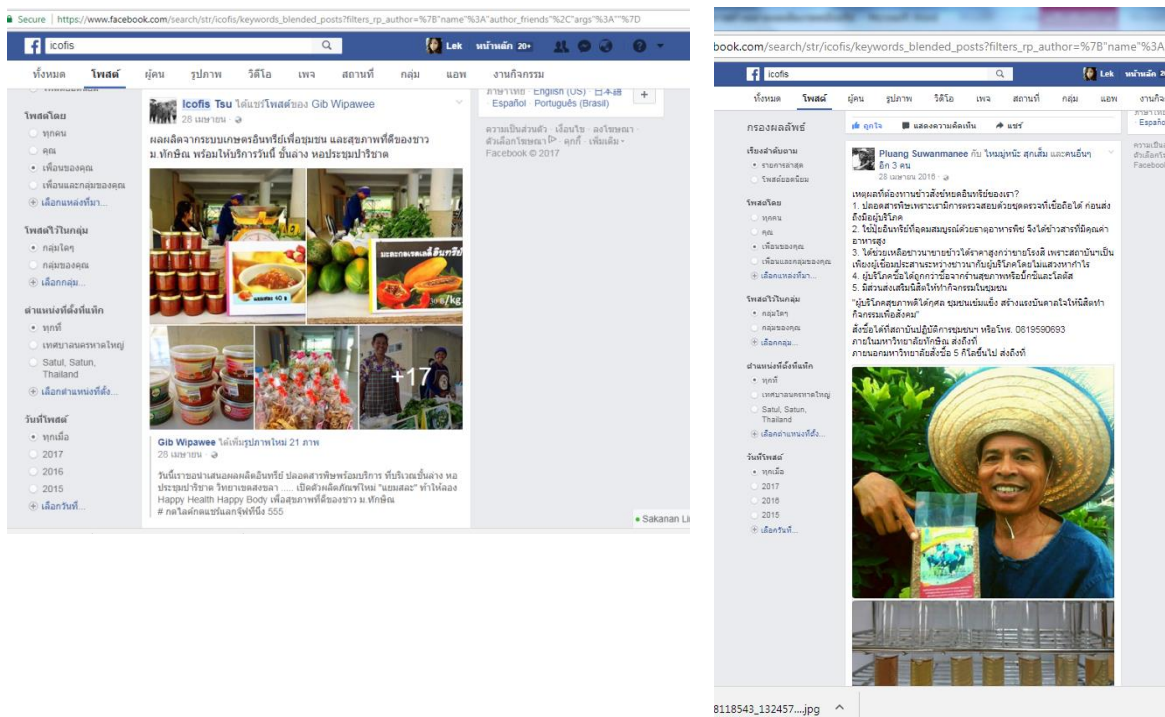 Secure https://www.facebook.com/search/str/icofis/keywords_blended_posts?filters_rp_author=%7B"name"%3A"author_friends"%2C"args"%3A""%7D
icofis
Lek หน้าหลัก 20+
ทั้งหมด โพสต์ ผู้คน รูปภาพ วิดีโอ เพจ สถานที่ กลุ่ม แอพ งานกิจกรรม
โพสต์โดย
ทุกคน
คุณ
เพื่อนของคุณ
เพื่อนและกลุ่มของคุณ
เลือกแหล่งที่มา...
โพสต์ไว้ในกลุ่ม
กลุ่มใดๆ
กลุ่มของคุณ
เลือกกลุ่ม...
ตำแหน่งที่ตั้งที่แท็ก
ทุกที่
เทศบาลนครหาดใหญ่
Satul, Satun,
Thailand
เลือกตำแหน่งที่ตั้ง...
วันที่โพสต์
ทุกเมื่อ
2017
2016
2015
เลือกวันที่...
Icofis Tsu ได้แชร์โพสต์ของ Gib Wipawee
28 เมษายน
ผลผลิตจากระบบเกษตรอินทรีย์เพื่อชุมชน และสุขภาพที่ดีของชาว
ม.ทักษิณ พร้อมให้บริการวันนี้ ชั้นล่าง หอประชุมปาริชาต
+17
Gib Wipawee ได้เพิ่มรูปภาพใหม่ 21 ภาพ
28 เมษายน
วันนี้เราขอนำเสนอผลผลิตอินทรีย์ ปลอดสารพิษพร้อมบริการ ที่บริเวณชั้นล่าง หอ
ประชุมปาริชาต วิทยาเขตสงขลา ..... เปิดตัวผลิตภัณฑ์ใหม่ "แยมสละ" ทำให้ลอง
Happy Health Happy Body เพื่อสุขภาพที่ดีของชาว ม.ทักษิณ
# กดไลค์กดแชร์แลกจุ๊ฟทีนึง 555
ภาษาไทย · English (US) · 日本語
· Español · Português (Brasil)
ความเป็นส่วนตัว · เงื่อนไข · ลงโฆษณา ·
ตัวเลือกโฆษณา · คุกกี้ · เพิ่มเติม
Facebook © 2017
Sakanan Li
book.com/search/str/icofis/keywords_blended_posts?filters_rp_author=%7B"name"%3A
icofis
Lek หน้าหลัก 2
ทั้งหมด โพสต์ ผู้คน รูปภาพ วิดีโอ เพจ สถานที่ กลุ่ม แอพ
กรองผลลัพธ์
เรียงลำดับตาม
รายการล่าสุด
โพสต์ยอดนิยม
โพสต์โดย
ทุกคน
คุณ
เพื่อนของคุณ
เพื่อนและกลุ่มของคุณ
เลือกแหล่งที่มา...
โพสต์ไว้ในกลุ่ม
กลุ่มใดๆ
กลุ่มของคุณ
เลือกกลุ่ม...
ตำแหน่งที่ตั้งที่แท็ก
ทุกที่
เทศบาลนครหาดใหญ่
Satul, Satun,
Thailand
เลือกตำแหน่งที่ตั้ง...
วันที่โพสต์
ทุกเมื่อ
2017
2016
2015
เลือกวันที่...
ถูกใจ แสดงความคิดเห็น แชร์
Pluang Suwanmanee กับ ไหมมู่หนิะ สุกเส็ม และคนอื่นๆ
อีก 3 คน
28 เมษายน 2016
เหตุผลที่ต้องทานข้าวสังข์หยดอินทรีย์ของเรา?
1. ปลอดสารพิษเพราะเรามีการตรวจสอบด้วยชุดตรวจที่เชื่อถือได้ ก่อนส่ง
ถึงมือผู้บริโภค
2. ใช้ปุ๋ยอินทรีย์ที่อุดมสมบูรณ์ด้วยธาตุอาหารพืช จึงได้ข่าวสารที่มีคุณค่า
อาหารสูง
3. ได้ช่วยเหลือชาวนาขายข้าวได้ราคาสูงกว่าขายโรงสี เพราะสถาบันฯเป็น
เพียงผู้เชื่อมประสานระหว่างชาวนากับผู้บริโภคโดยไม่แสวงหากำไร
4. ผู้บริโภคซื้อได้ถูกกว่าซื้อจากร้านสุขภาพหรือบิ๊กซีและโลตัส
5. มีส่วนส่งเสริมนิสิตให้ทำกิจกรรมในชุมชน
"ผู้บริโภคสุขภาพดีได้กุศล ชุมชนเข้มแข็ง สร้างแรงบันดาลใจให้นิสิตทำ
กิจกรรมเพื่อสังคม"
สั่งซื้อได้ที่สถาบันปฏิบัติการชุมชนฯ หรือโทร. 0819590693
ภายในมหาวิทยาลัยทักษิณ ส่งถึงที่
ภายนอกมหาวิทยาลัยสั่งซื้อ 5 กิโลขึ้นไป ส่งถึงที่
8118543_132457....jpg